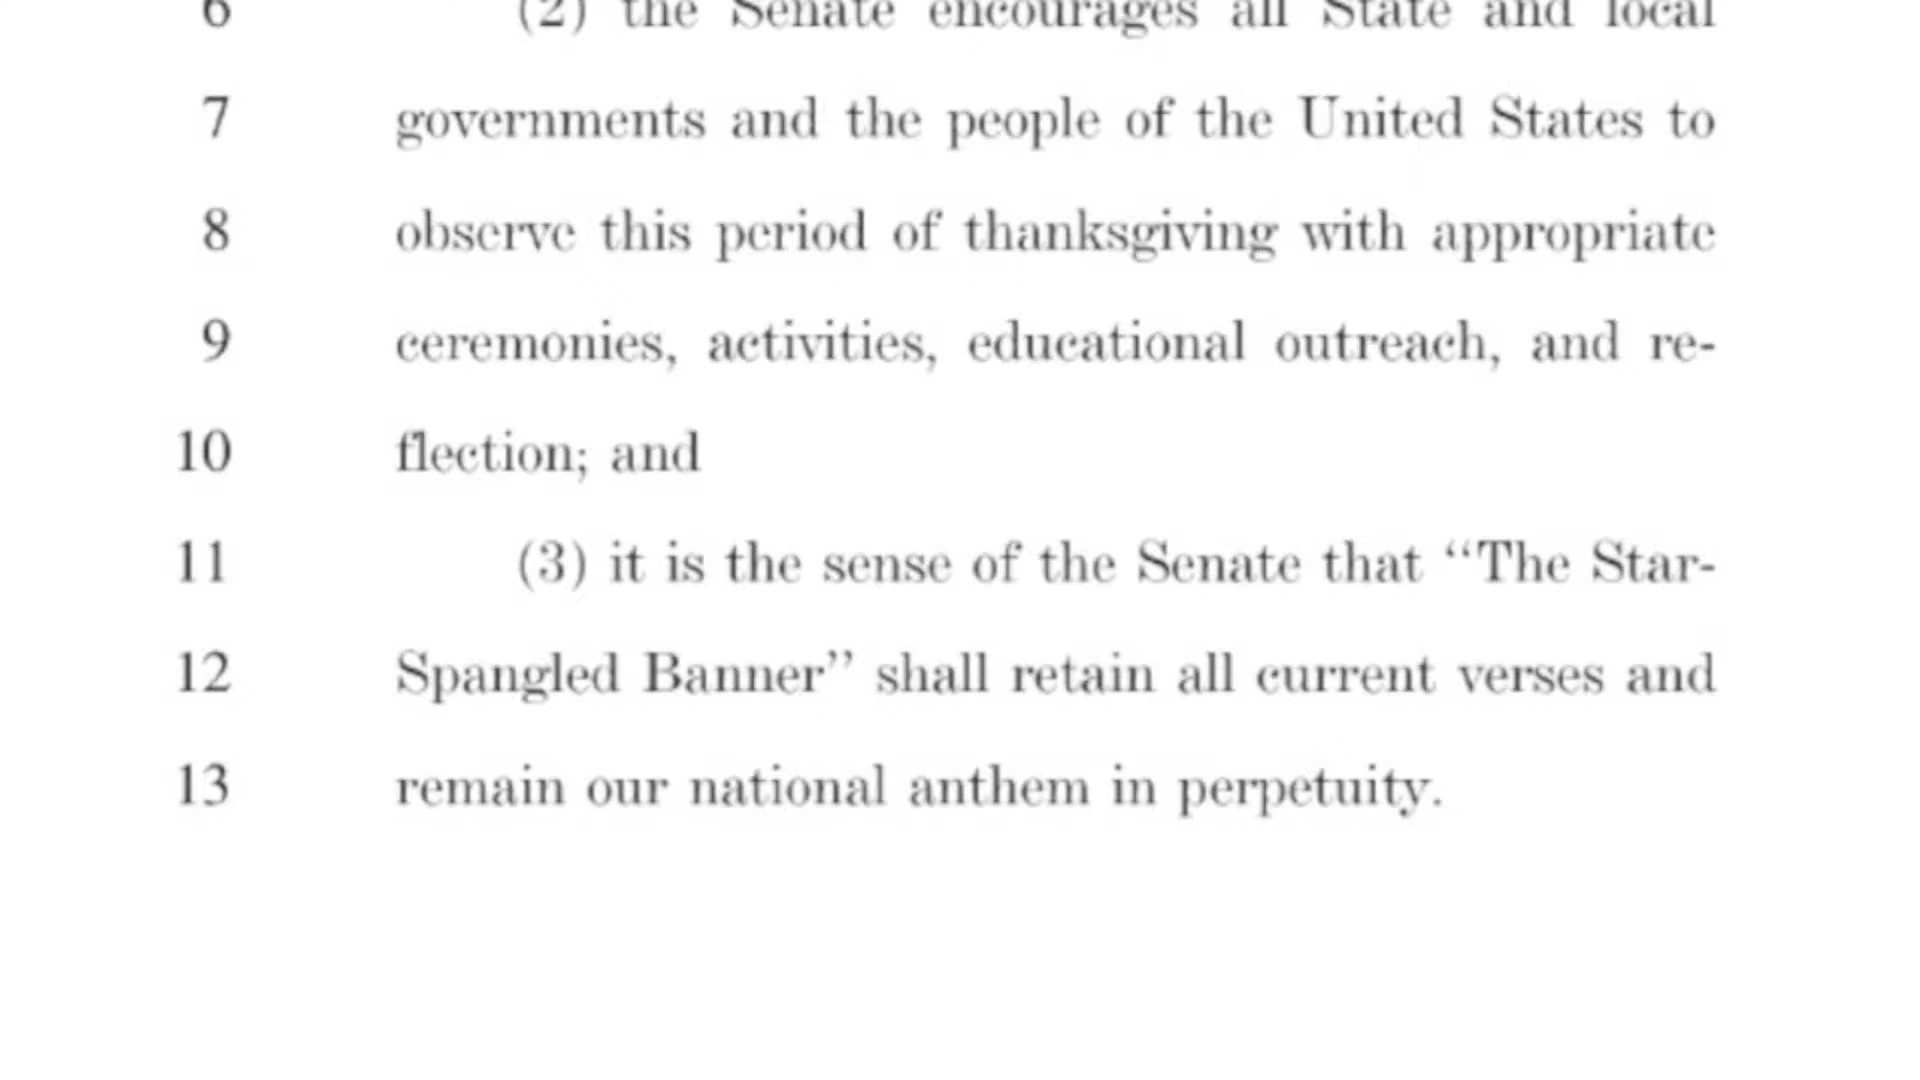 6 (2) the Senate encourages all State and local
7 governments and the people of the United States to
8 observe this period of thanksgiving with appropriate
9 ceremonies, activities, educational outreach, and re-
10 flection; and
11 (3) it is the sense of the Senate that ‘‘The Star-
12 Spangled Banner’’ shall retain all current verses and
13 remain our national anthem in perpetuity.